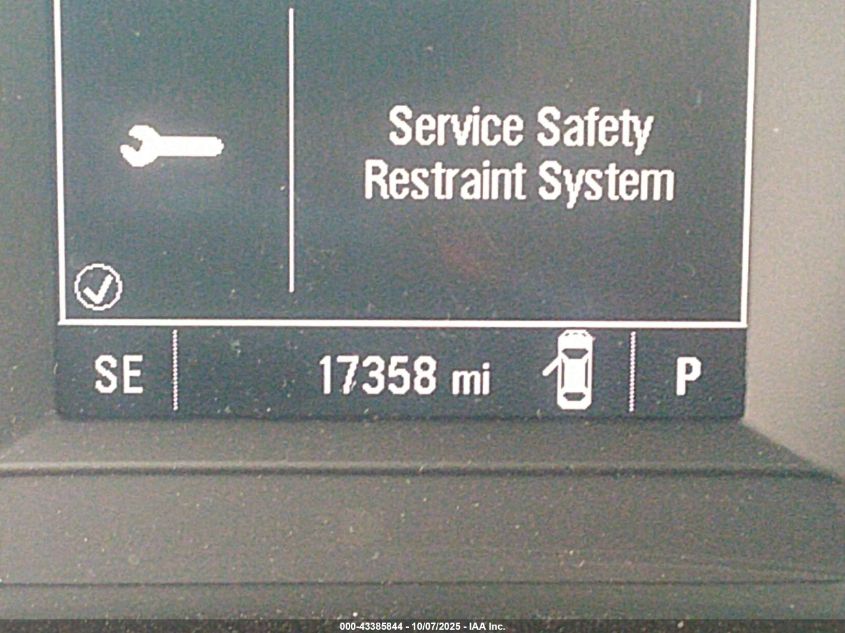 Service Safety
Restraint System
SE
17358 mi
P
000-43385844 - 10/07/2025 - IAA Inc.